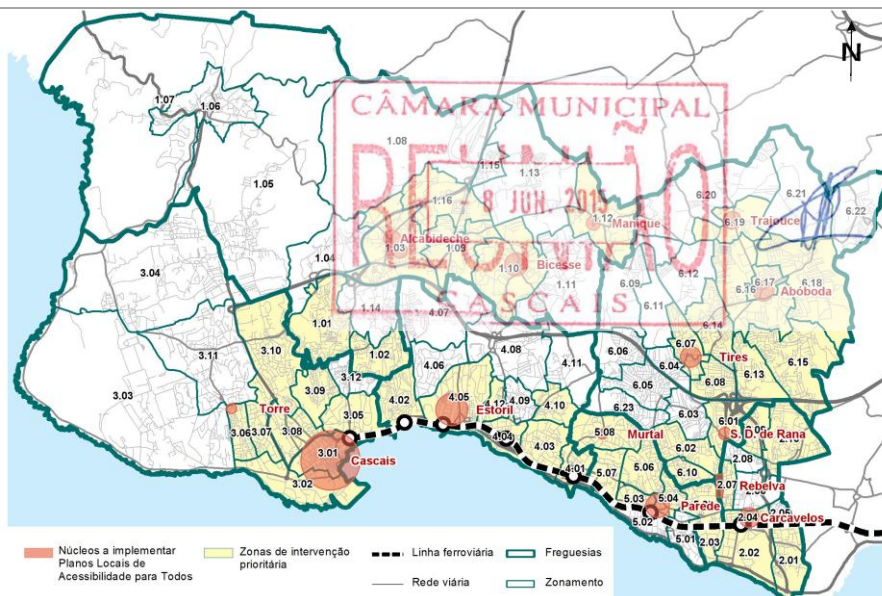 N
CÂMARA MUNICIPAL
REUNIÃO
- 8 JUN. 2015
CASCAIS
1.07
1.06
1.05
1.08
1.15
1.13
1.16
1.12
Manique
6.20
6.19
Trajouce
6.21
6.22
Alcabideche
1.03
1.09
1.10
Bicesse
1.11
1.04
1.14
4.07
6.09
6.11
6.12
6.16
6.17
6.18
Abóboda
6.14
3.04
1.01
1.02
3.11
3.10
3.12
3.09
4.06
4.08
4.11
6.06
6.04
6.07
Tires
6.08
6.13
6.15
3.03
Torre
3.06
3.07
3.08
3.05
4.02
4.05
Estoril
4.12
4.09
4.10
6.05
6.03
6.23
6.01
S. D. de Rana
3.01
Cascais
3.02
4.04
4.03
4.01
5.08
Murtal
6.02
6.10
5.07
5.06
2.08
2.07
Rebelva
5.03
5.04
Parede
5.02
5.01
2.04
Carcavelos
2.05
2.03
2.02
2.01
Núcleos a implementar
Planos Locais de
Acessibilidade para Todos
Zonas de intervenção
prioritária
Linha ferroviária
Rede viária
Freguesias
Zonamento